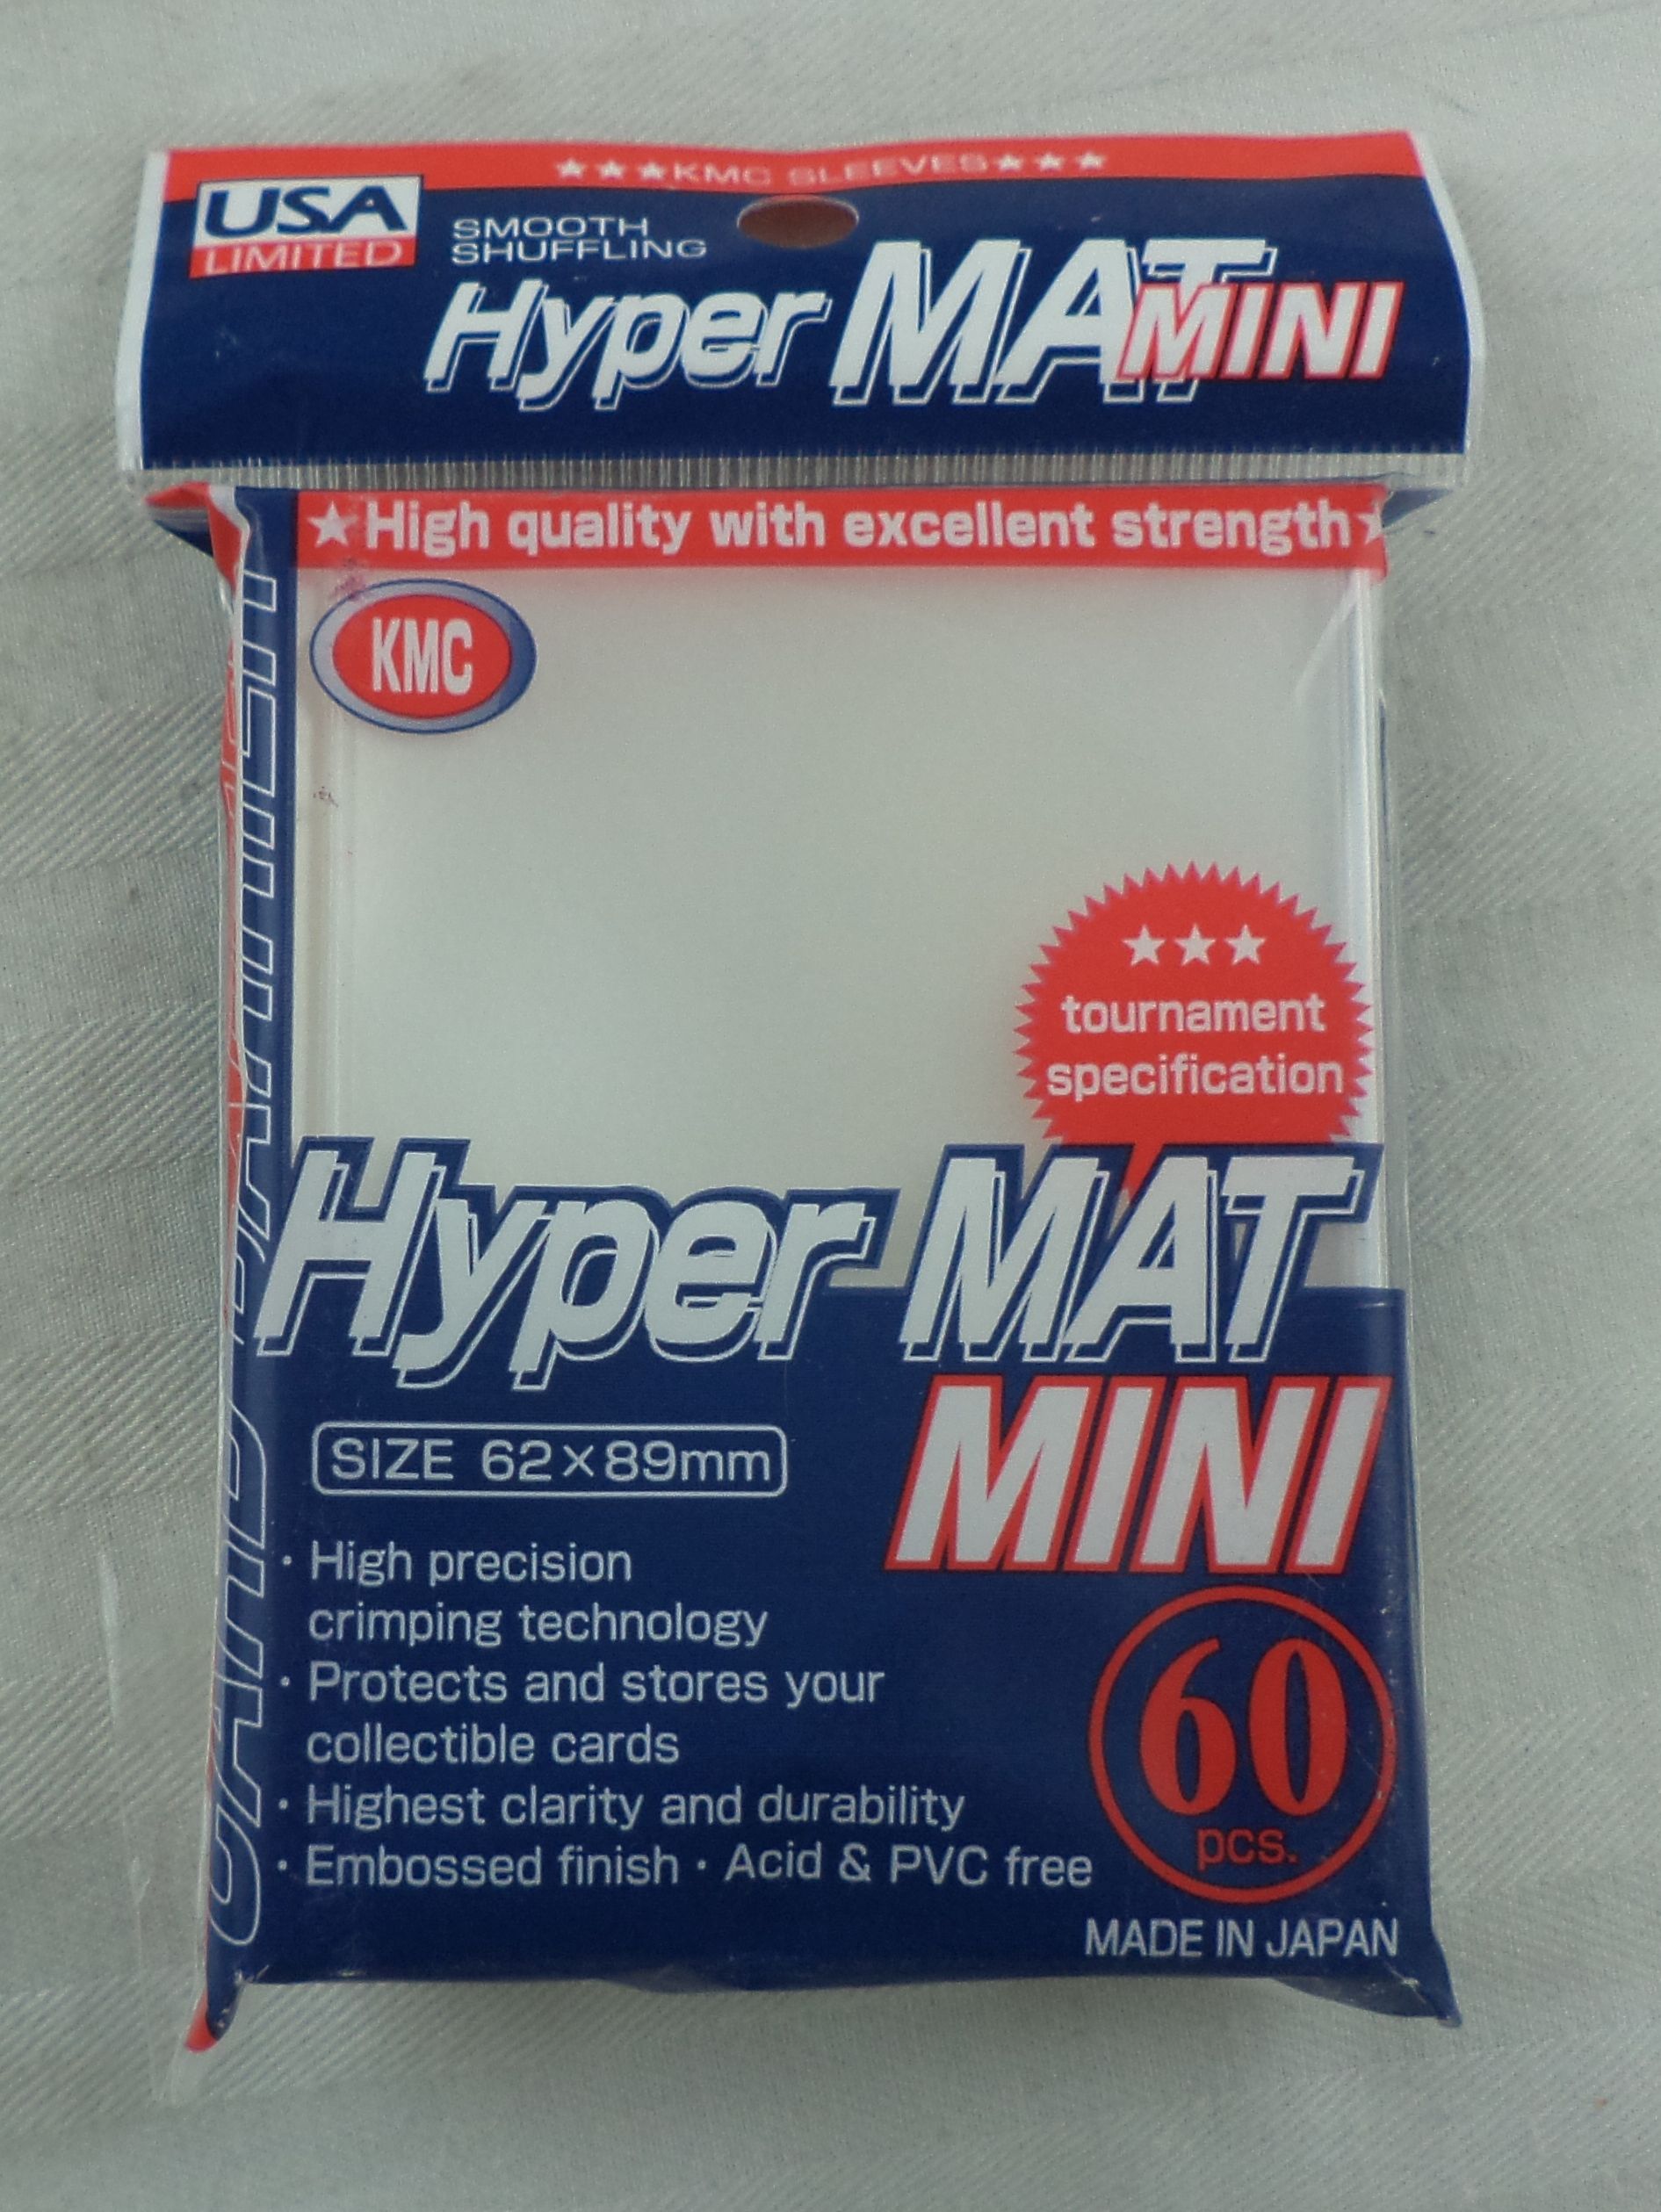 ★★★KMC SLEEVES★★★
USA
LIMITED
SMOOTH
SHUFFLING
Hyper MAT MINI
★High quality with excellent strength★
KMC
CARD BARRIER
★★★
tournament
specification
Hyper MAT
MINI
SIZE 62×89mm
· High precision
crimping technology
· Protects and stores your
collectible cards
· Highest clarity and durability
· Embossed finish · Acid & PVC free
60
pcs.
MADE IN JAPAN